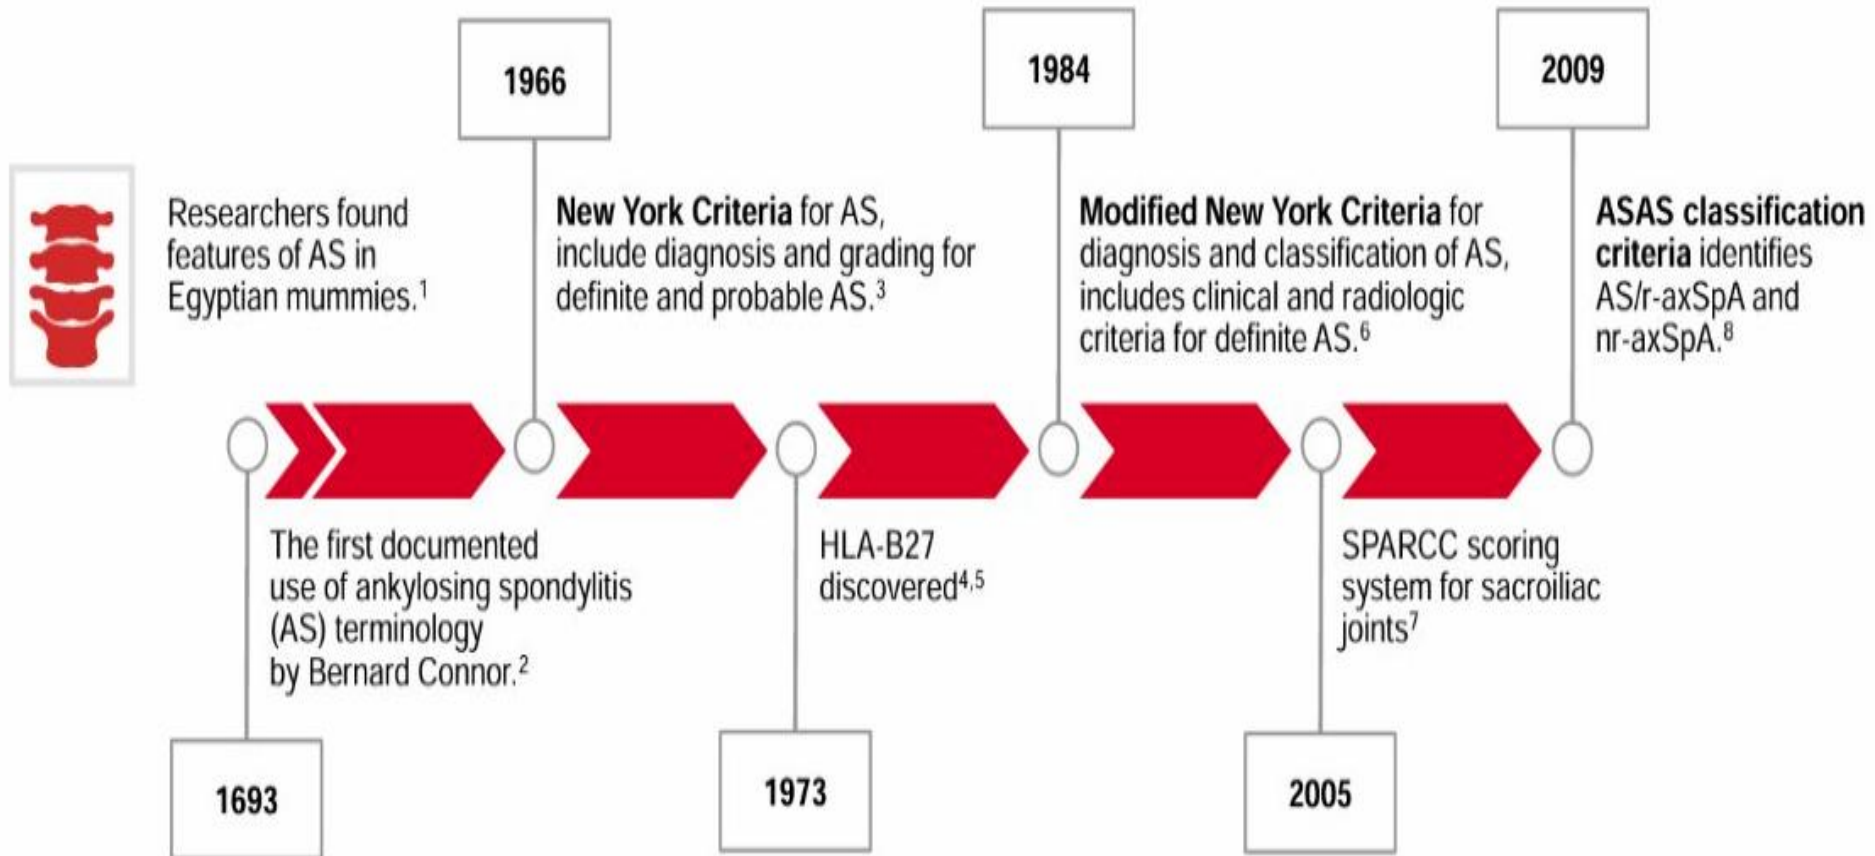 1966
1984
2009
Researchers found
features of AS in
Egyptian mummies.¹
New York Criteria for AS,
include diagnosis and grading for
definite and probable AS.³
Modified New York Criteria for
diagnosis and classification of AS,
includes clinical and radiologic
criteria for definite AS.⁶
ASAS classification
criteria identifies
AS/r-axSpA and
nr-axSpA.⁸
The first documented
use of ankylosing spondylitis
(AS) terminology
by Bernard Connor.²
HLA-B27
discovered⁴,⁵
SPARCC scoring
system for sacroiliac
joints⁷
1693
1973
2005